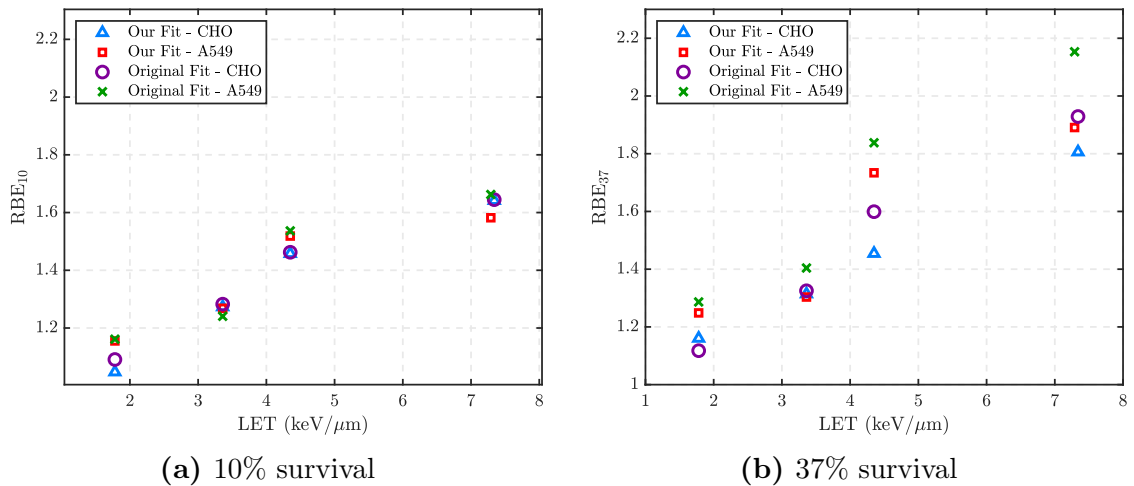 Our Fit - CHO
Our Fit - A549
Original Fit - CHO
Original Fit - A549
2.2
2
1.8
1.6
1.4
1.2
RBE10
2 3 4 5 6 7 8
LET (keV/μm)
(a) 10% survival
Our Fit - CHO
Our Fit - A549
Original Fit - CHO
Original Fit - A549
2.2
2
1.8
1.6
1.4
1.2
1
RBE37
1 2 3 4 5 6 7 8
LET (keV/μm)
(b) 37% survival